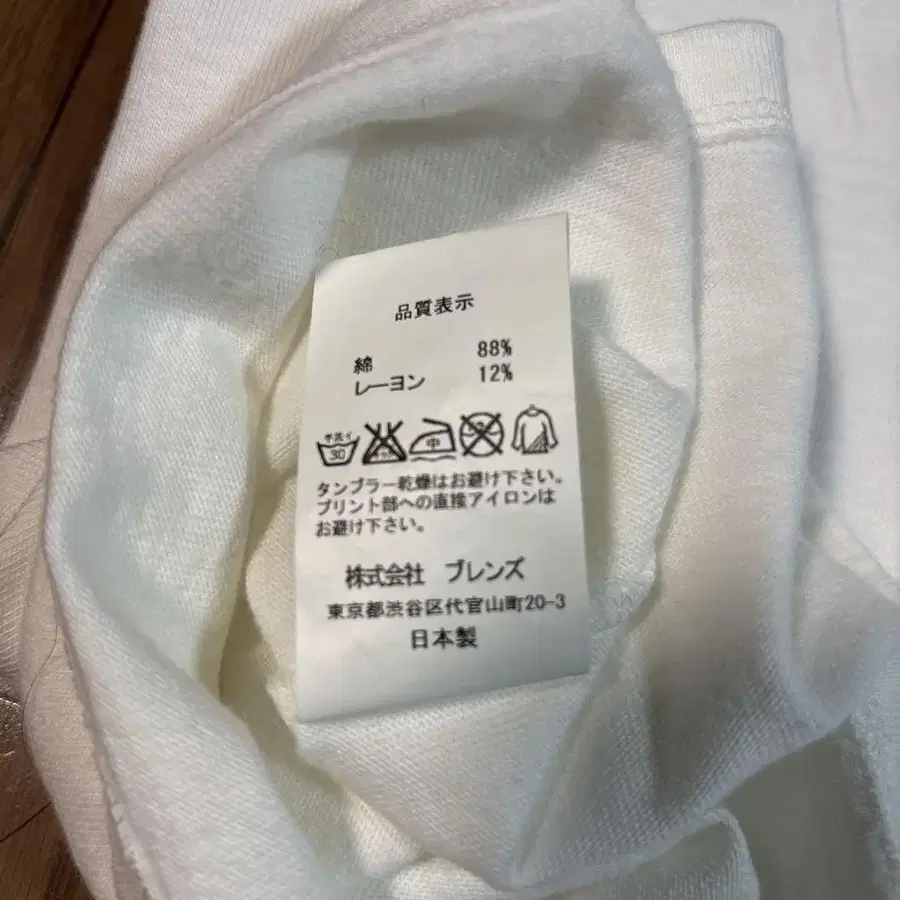 品質表示
綿 88%
レーヨン 12%
手洗イ 30 中
タンブラー乾燥はお避け下さい。
プリント部への直接アイロンは
お避け下さい。
株式会社 ブレンズ
東京都渋谷区代官山町20-3
日本製